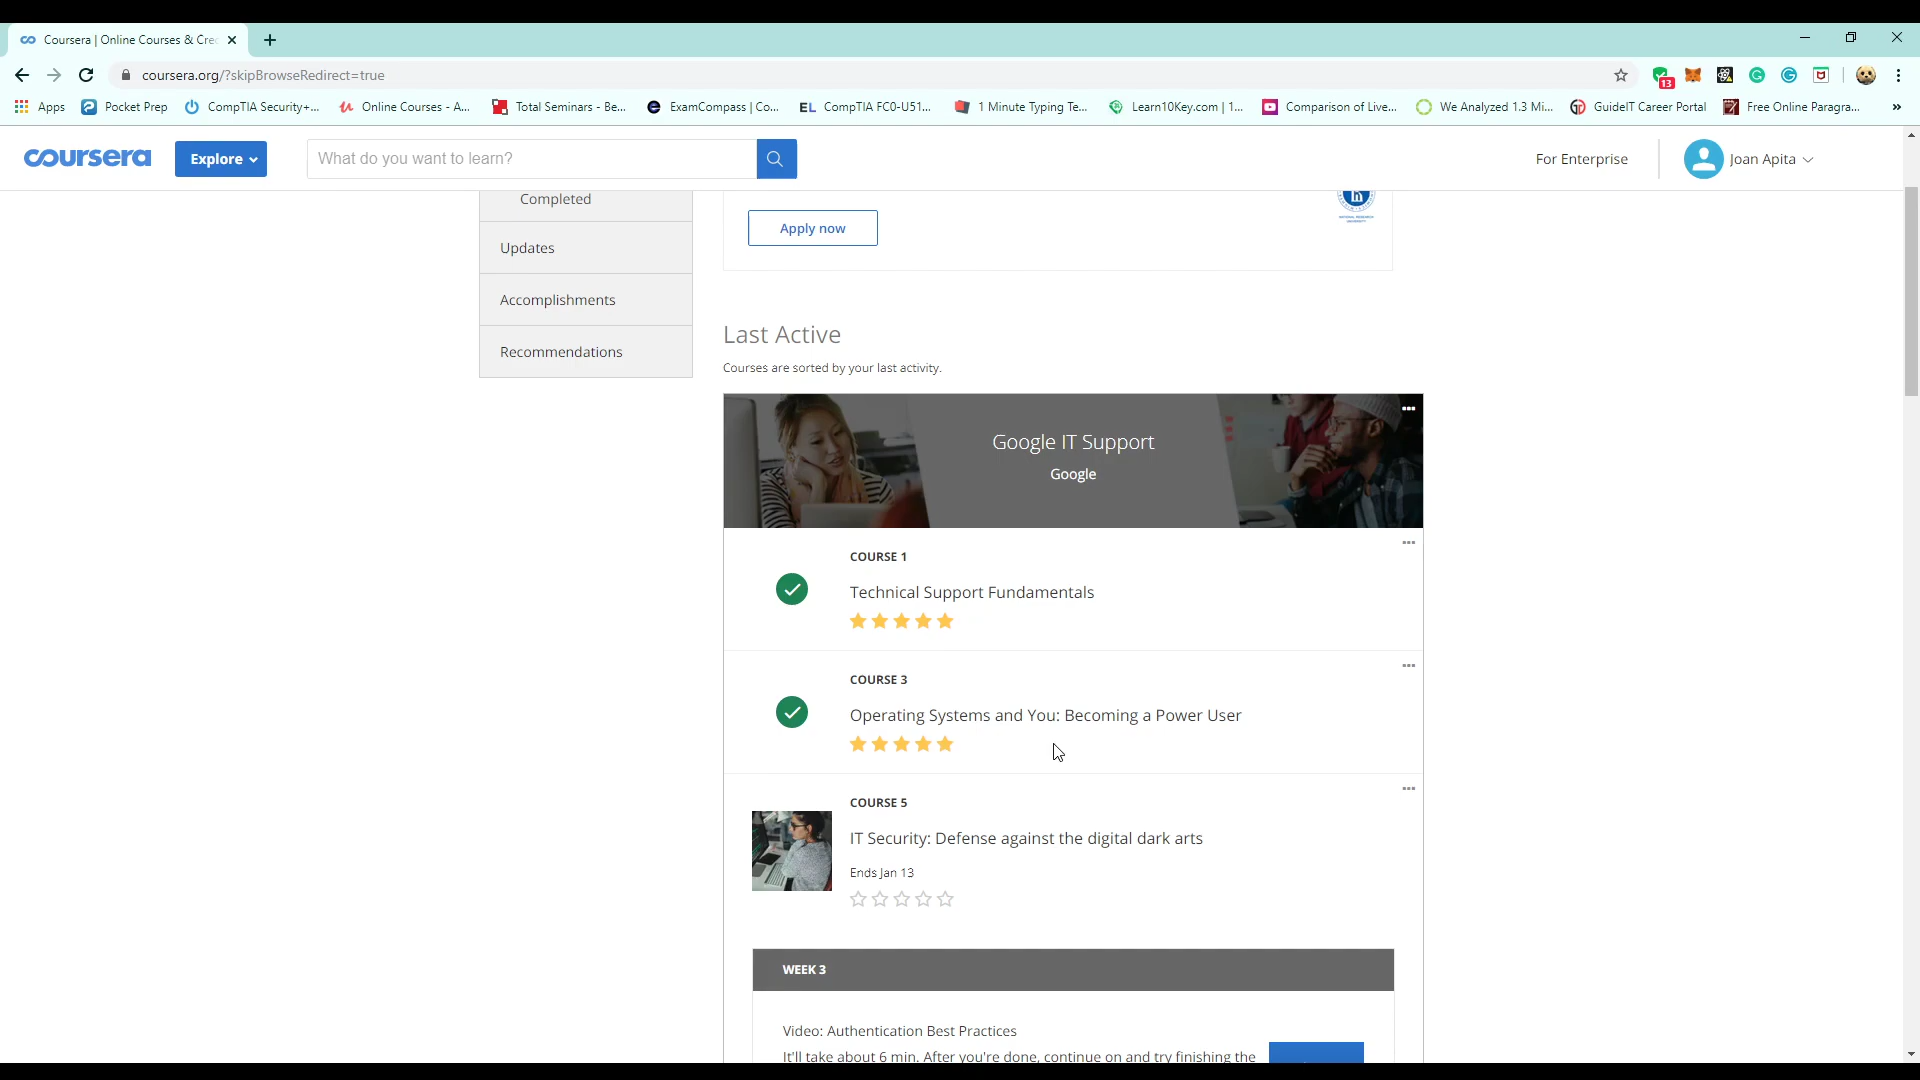 Coursera | Online Courses & Cre
coursera.org/?skipBrowseRedirect=true
13
Apps
Pocket Prep
CompTIA Security+...
Online Courses - A...
Total Seminars - Be...
ExamCompass | Co...
EL CompTIA FC0-U51...
1 Minute Typing Te...
Learn10Key.com | 1...
Comparison of Live...
We Analyzed 1.3 Mi...
GuideIT Career Portal
Free Online Paragra...
»
coursera
Explore
What do you want to learn?
For Enterprise
Joan Apita
Completed
Updates
Accomplishments
Recommendations
Apply now
Last Active
Courses are sorted by your last activity.
Google IT Support
Google
COURSE 1
Technical Support Fundamentals
COURSE 3
Operating Systems and You: Becoming a Power User
COURSE 5
IT Security: Defense against the digital dark arts
Ends Jan 13
WEEK 3
Video: Authentication Best Practices
It'll take about 6 min. After you're done, continue on and try finishing the